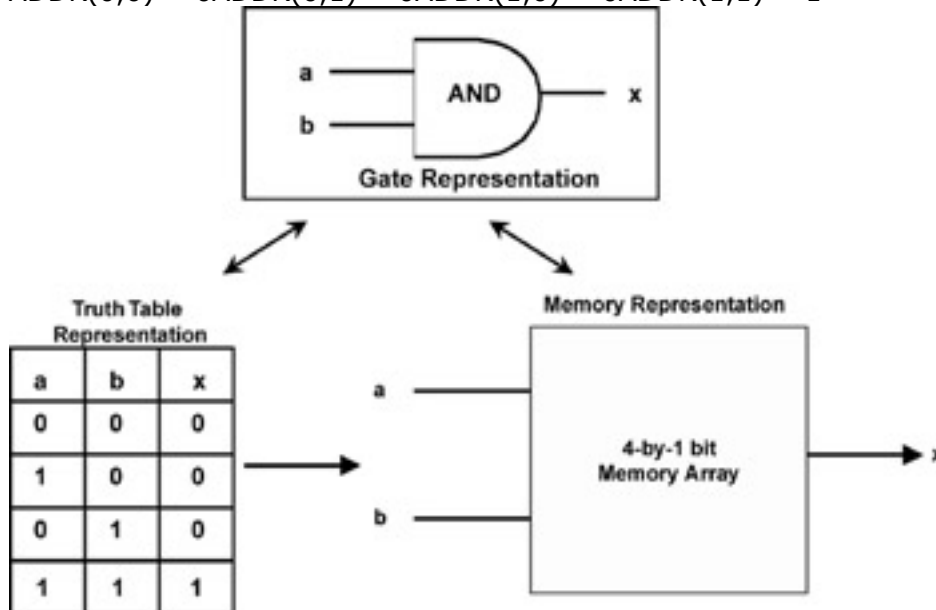 a
AND
x
b
Gate Representation
Truth Table
Representation
Memory Representation
a b x
0 0 0
1 0 0
0 1 0
1 1 1
a
4-by-1 bit
Memory Array
b